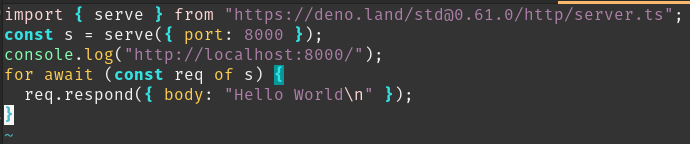 import { serve } from "https://deno.land/std@0.61.0/http/server.ts";
const s = serve({ port: 8000 });
console.log("http://localhost:8000/");
for await (const req of s) {
  req.respond({ body: "Hello World\n" });
}
~